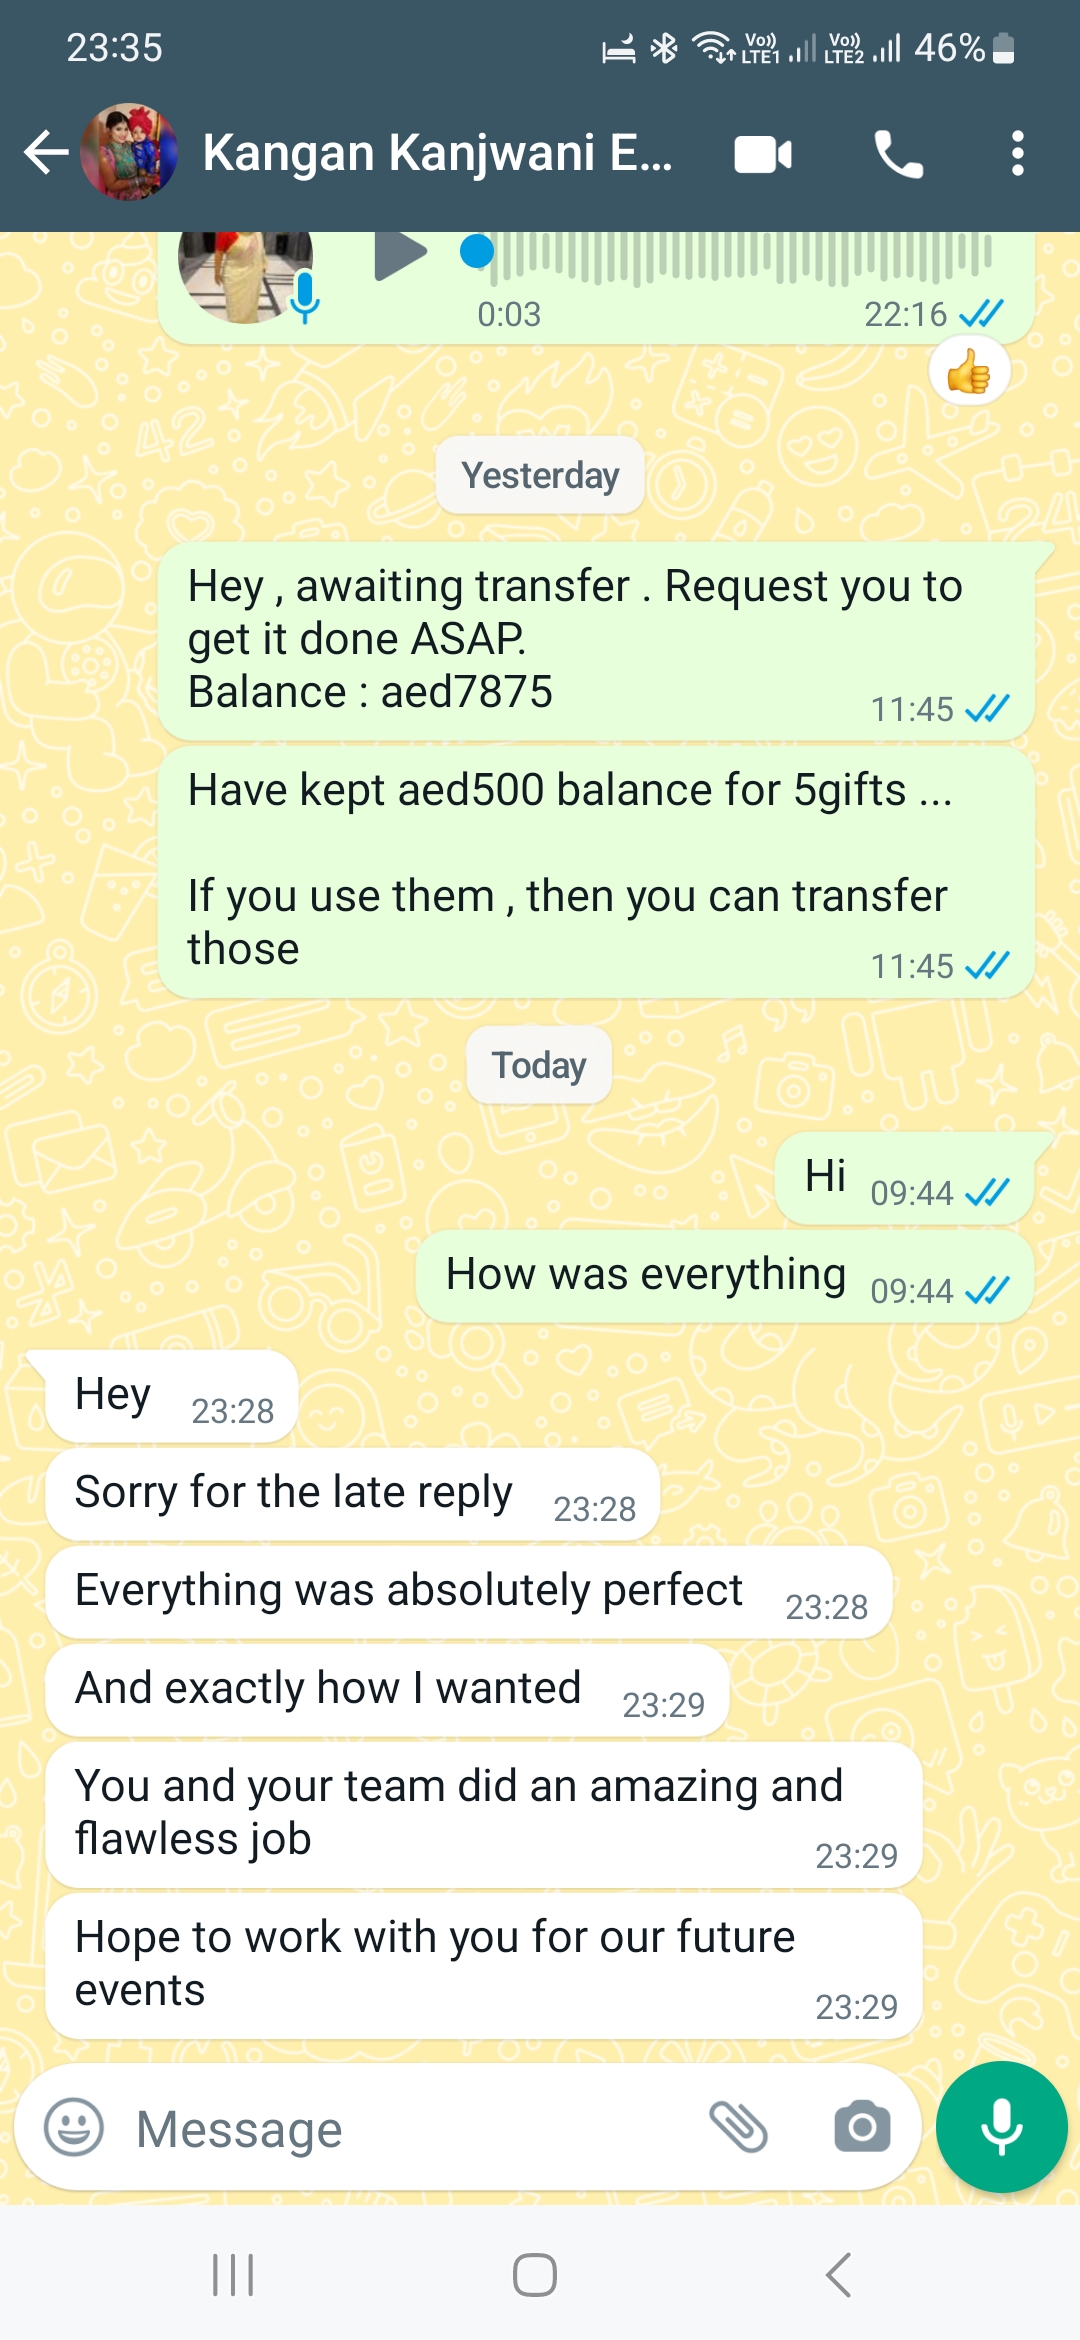 23:35
Vo)) LTE1
Vo)) LTE2
46%
Kangan Kanjwani E...
0:03
22:16
Yesterday
Hey , awaiting transfer . Request you to
get it done ASAP.
Balance : aed7875
11:45
Have kept aed500 balance for 5gifts ...
If you use them , then you can transfer
those
11:45
Today
Hi
09:44
How was everything
09:44
Hey
23:28
Sorry for the late reply
23:28
Everything was absolutely perfect
23:28
And exactly how I wanted
23:29
You and your team did an amazing and
flawless job
23:29
Hope to work with you for our future
events
23:29
Message